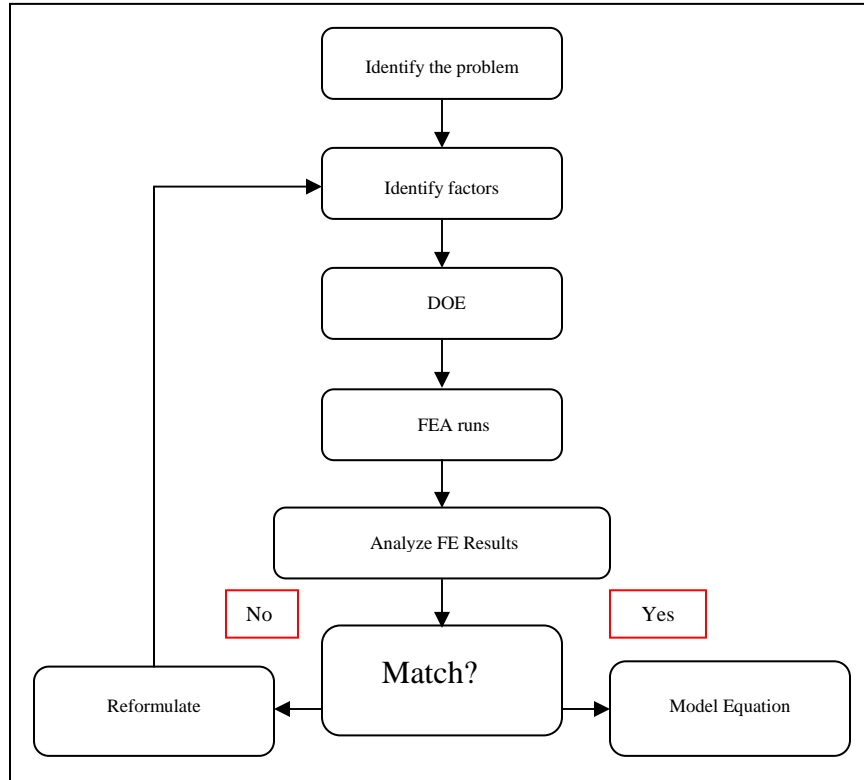 Identify the problem
Identify factors
DOE
FEA runs
Analyze FE Results
No
Yes
Match?
Reformulate
Model Equation